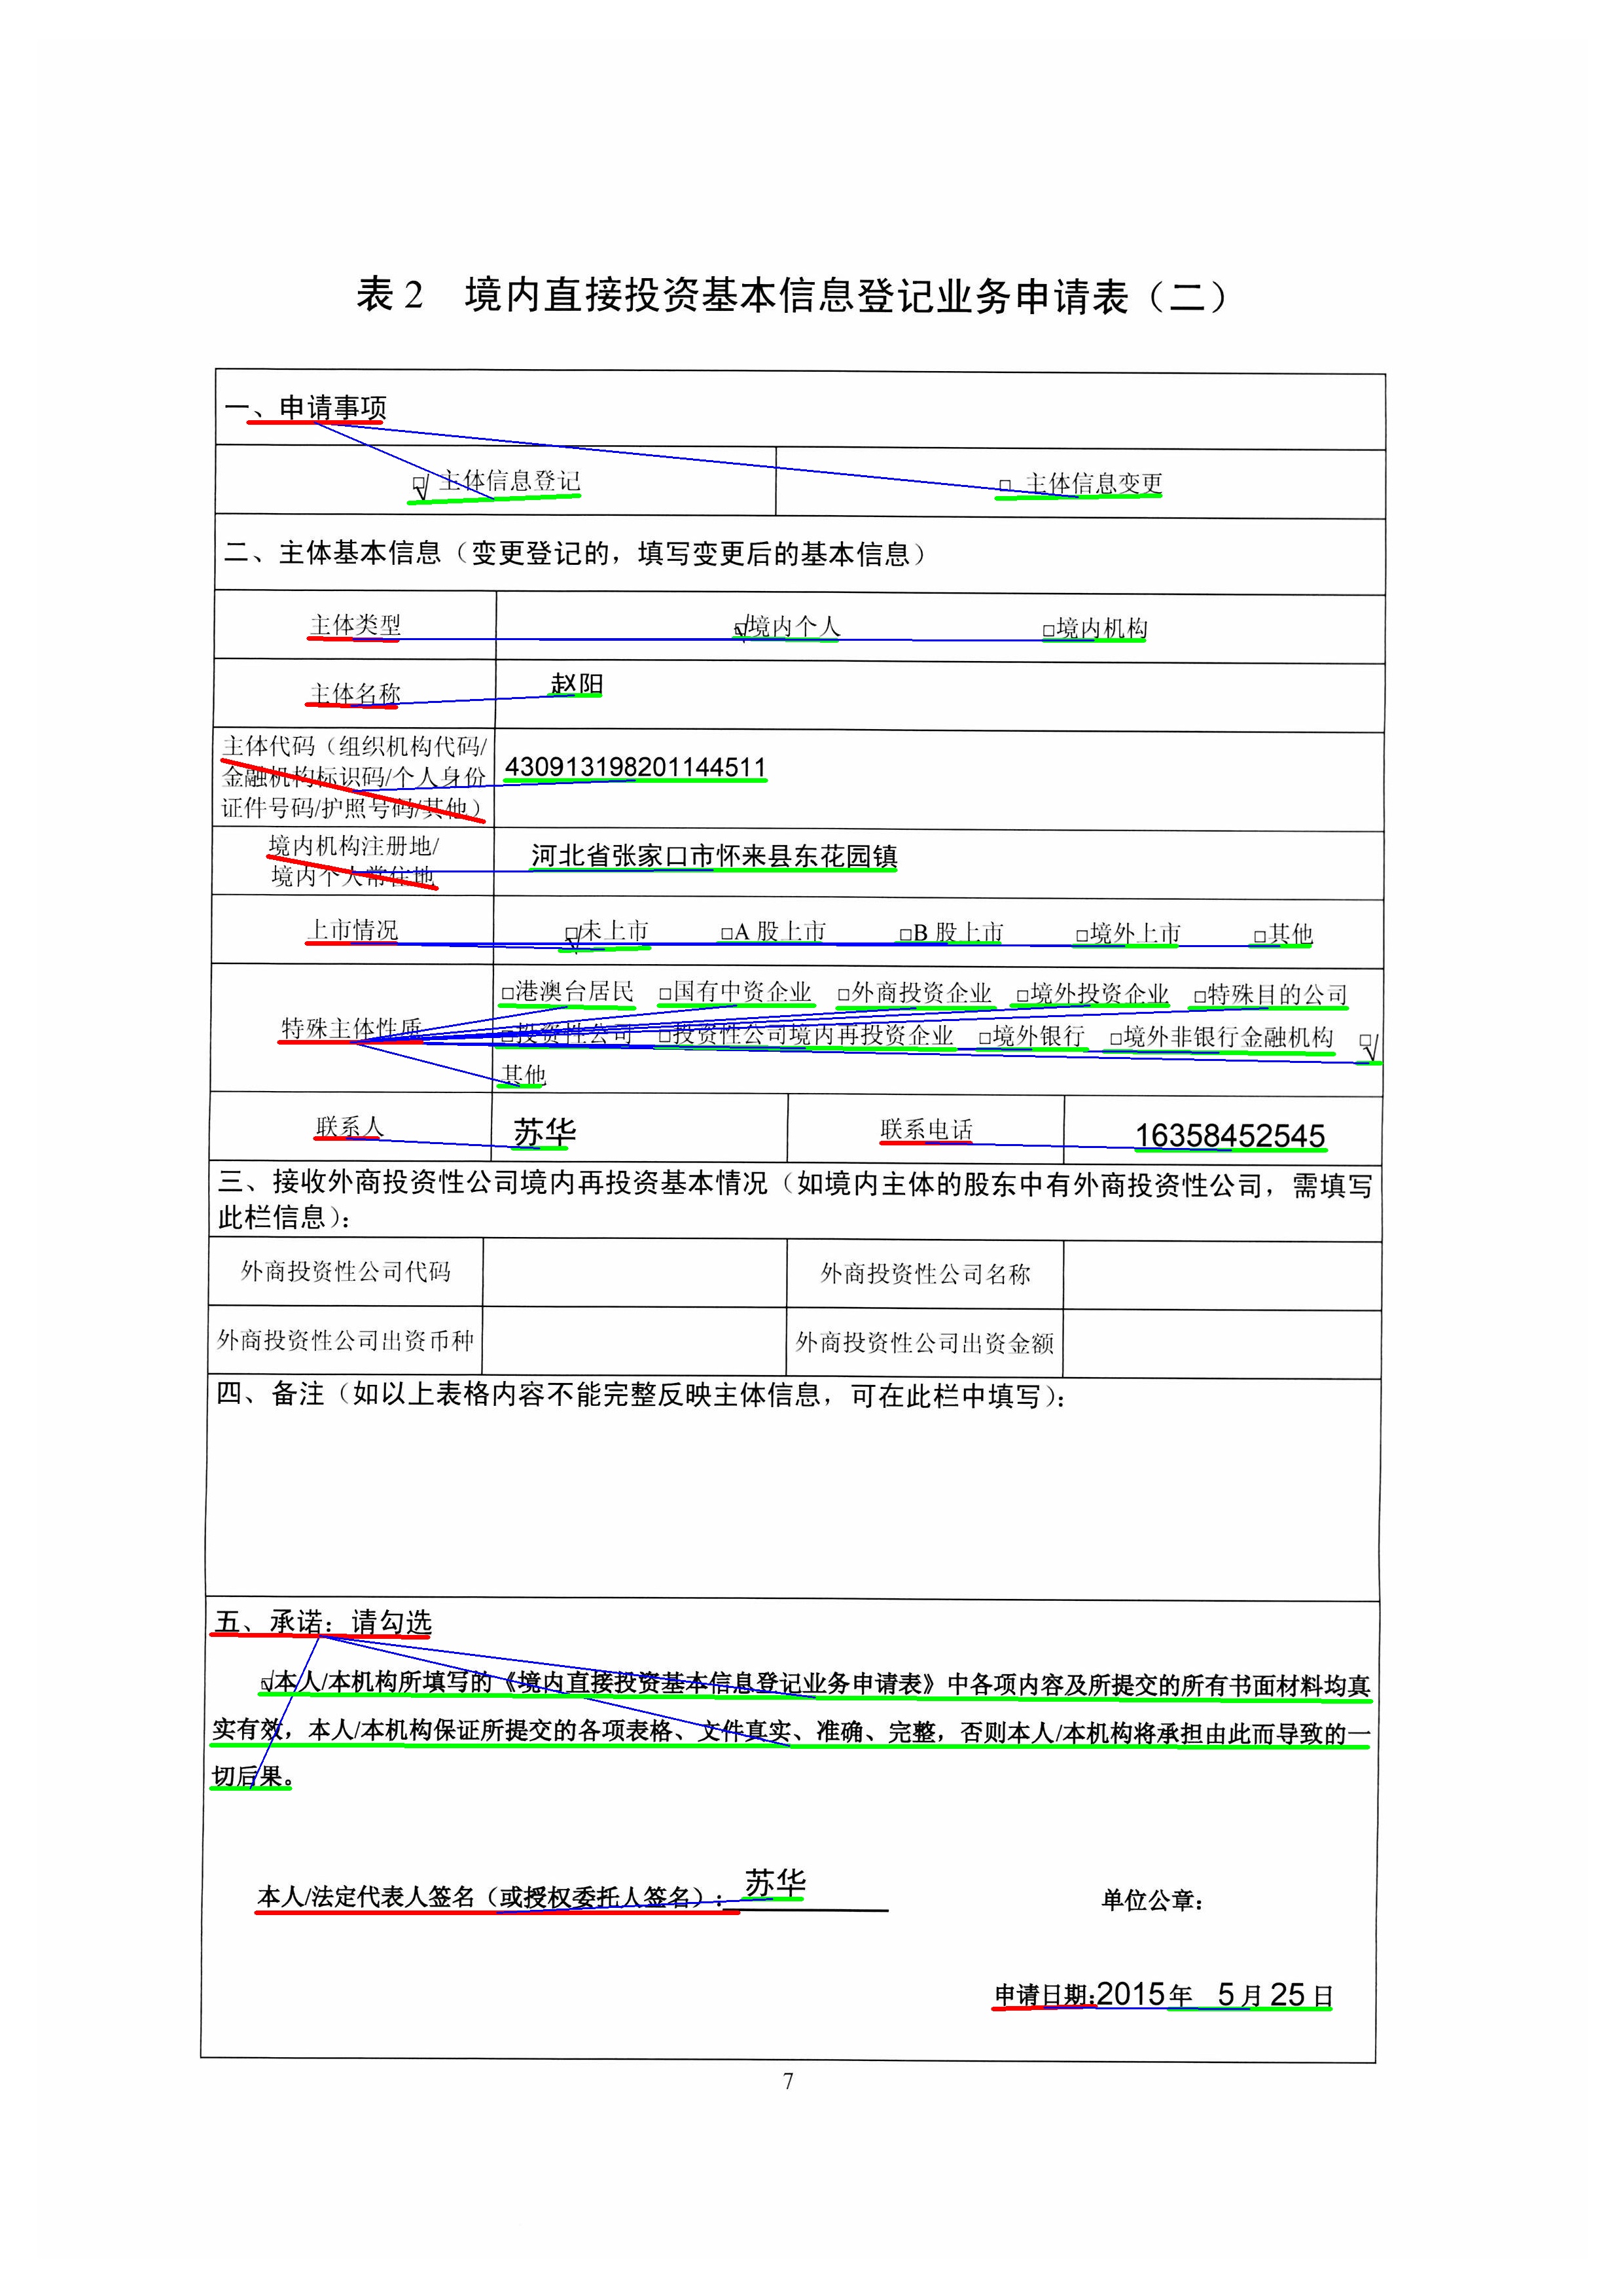 表 2 境内直接投资基本信息登记业务申请表（二）
一、申请事项
□√ 主体信息登记 □ 主体信息变更
二、主体基本信息（变更登记的，填写变更后的基本信息）
主体类型 □√境内个人 □境内机构
主体名称 赵阳
主体代码（组织机构代码/
金融机构标识码/个人身份
证件号码/护照号码/其他）
430913198201144511
境内机构注册地/
境内个人常住地
河北省张家口市怀来县东花园镇
上市情况 □√未上市 □A 股上市 □B 股上市 □境外上市 □其他
特殊主体性质
□港澳台居民 □国有中资企业 □外商投资企业 □境外投资企业 □特殊目的公司
□投资性公司 □投资性公司境内再投资企业 □境外银行 □境外非银行金融机构 □√
其他
联系人 苏华 联系电话 16358452545
三、接收外商投资性公司境内再投资基本情况（如境内主体的股东中有外商投资性公司，需填写
此栏信息）：
外商投资性公司代码 外商投资性公司名称
外商投资性公司出资币种 外商投资性公司出资金额
四、备注（如以上表格内容不能完整反映主体信息，可在此栏中填写）：
五、承诺：请勾选
□√本人/本机构所填写的《境内直接投资基本信息登记业务申请表》中各项内容及所提交的所有书面材料均真
实有效，本人/本机构保证所提交的各项表格、文件真实、准确、完整，否则本人/本机构将承担由此而导致的一
切后果。
本人/法定代表人签名（或授权委托人签名）： 苏华 单位公章：
申请日期：2015年 5月25日
7